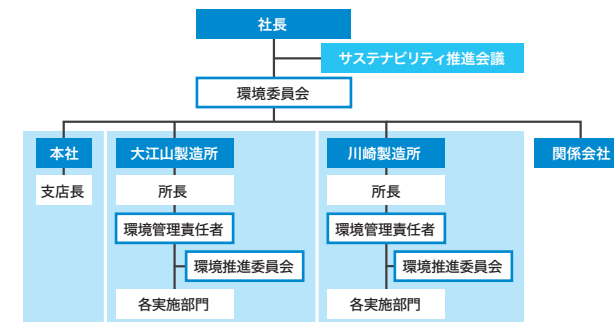 社長
サステナビリティ推進会議
環境委員会
本社
大江山製造所
川崎製造所
関係会社
支店長
所長
所長
環境管理責任者
環境管理責任者
環境推進委員会
環境推進委員会
各実施部門
各実施部門